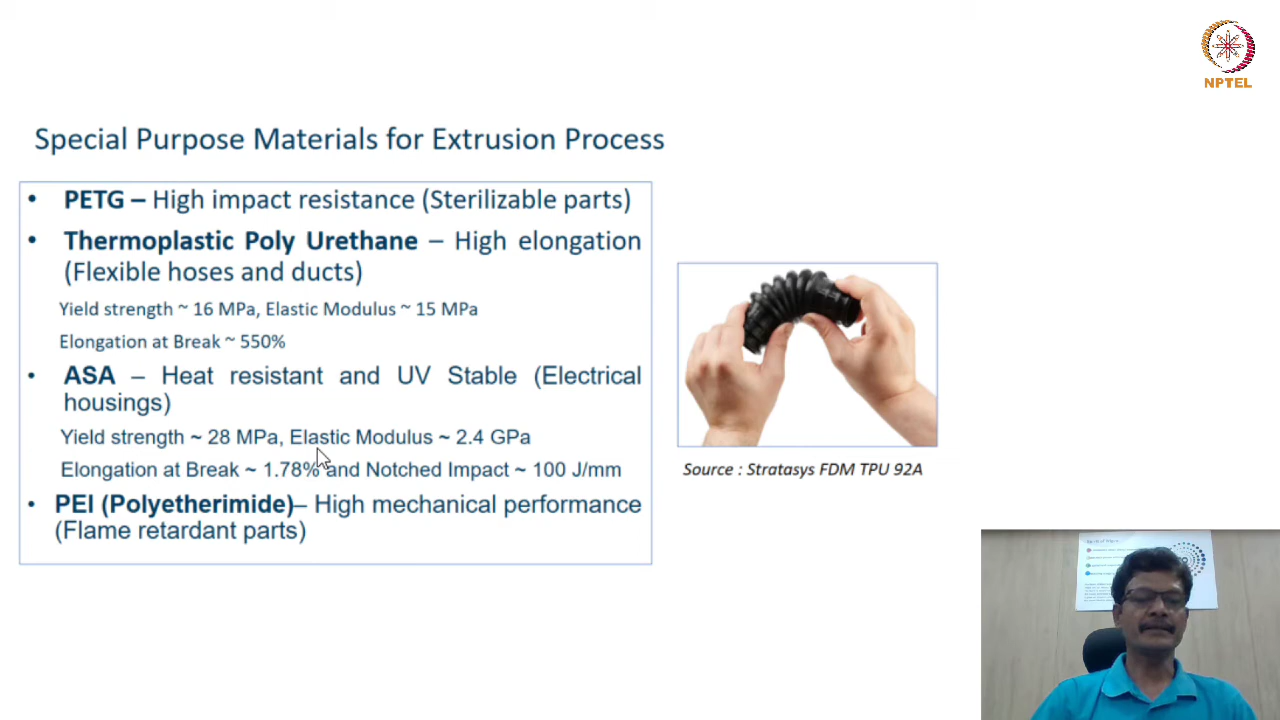 NPTEL
Special Purpose Materials for Extrusion Process
• PETG – High impact resistance (Sterilizable parts)
• Thermoplastic Poly Urethane – High elongation
(Flexible hoses and ducts)
Yield strength ~ 16 MPa, Elastic Modulus ~ 15 MPa
Elongation at Break ~ 550%
• ASA – Heat resistant and UV Stable (Electrical
housings)
Yield strength ~ 28 MPa, Elastic Modulus ~ 2.4 GPa
Elongation at Break ~ 1.78% and Notched Impact ~ 100 J/mm
• PEI (Polyetherimide)– High mechanical performance
(Flame retardant parts)
Source : Stratasys FDM TPU 92A